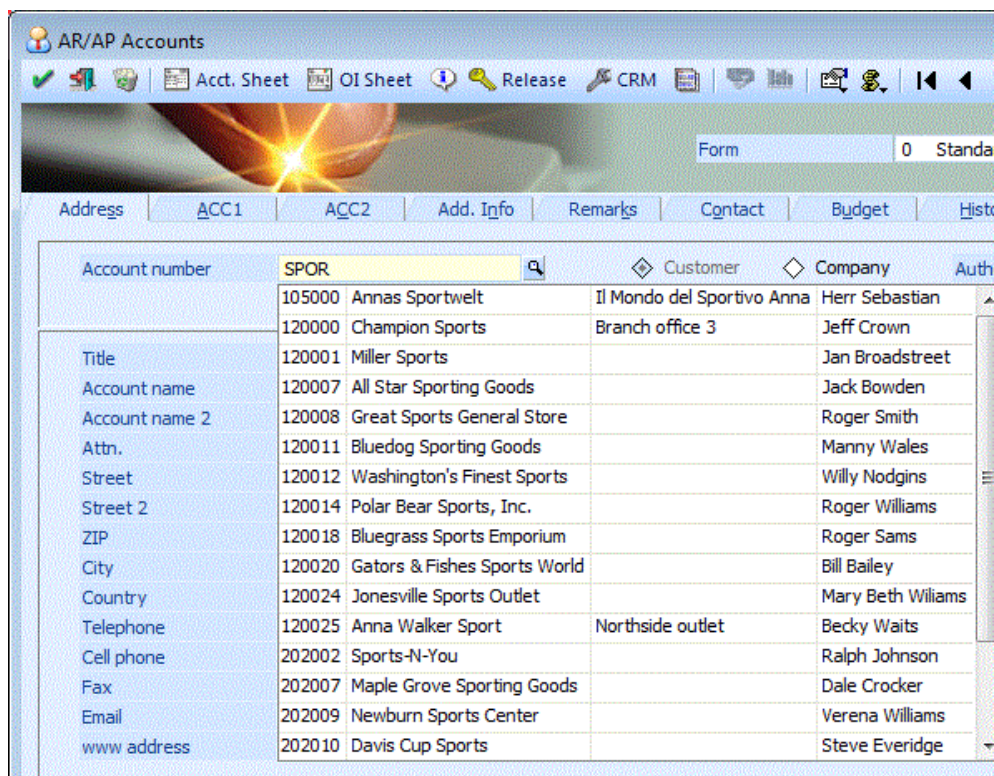 AR/AP Accounts
Acct. Sheet OI Sheet Release CRM
Form 0 Standa
Address ACC1 ACC2 Add. Info Remarks Contact Budget Histo
Account number SPOR Customer Company Auth
105000 Annas Sportwelt Il Mondo del Sportivo Anna Herr Sebastian
120000 Champion Sports Branch office 3 Jeff Crown
Title 120001 Miller Sports Jan Broadstreet
Account name 120007 All Star Sporting Goods Jack Bowden
Account name 2 120008 Great Sports General Store Roger Smith
Attn. 120011 Bluedog Sporting Goods Manny Wales
Street 120012 Washington's Finest Sports Willy Nodgins
Street 2 120014 Polar Bear Sports, Inc. Roger Williams
ZIP 120018 Bluegrass Sports Emporium Roger Sams
City 120020 Gators & Fishes Sports World Bill Bailey
Country 120024 Jonesville Sports Outlet Mary Beth Wiliams
Telephone 120025 Anna Walker Sport Northside outlet Becky Waits
Cell phone 202002 Sports-N-You Ralph Johnson
Fax 202007 Maple Grove Sporting Goods Dale Crocker
Email 202009 Newburn Sports Center Verena Williams
www address 202010 Davis Cup Sports Steve Everidge